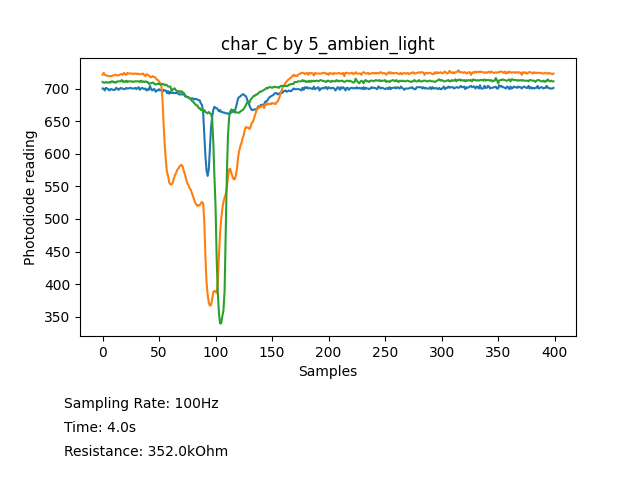 char_C by 5_ambien_light
Photodiode reading
700
650
600
550
500
450
400
350
0 50 100 150 200 250 300 350 400
Samples
Sampling Rate: 100Hz
Time: 4.0s
Resistance: 352.0kOhm